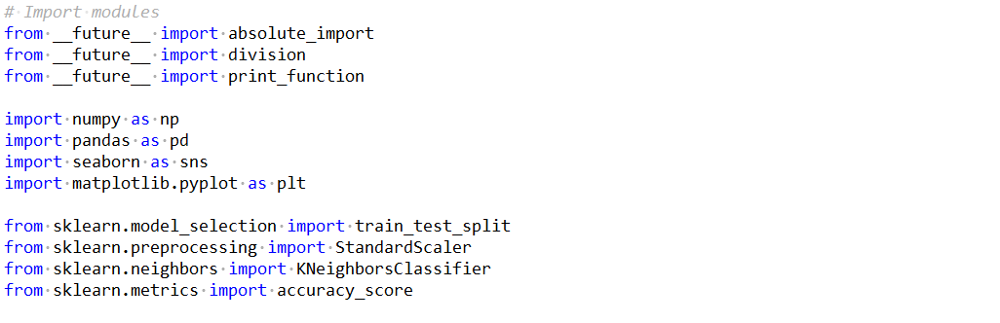 # Import modules
from __future__ import absolute_import
from __future__ import division
from __future__ import print_function
import numpy as np
import pandas as pd
import seaborn as sns
import matplotlib.pyplot as plt
from sklearn.model_selection import train_test_split
from sklearn.preprocessing import StandardScaler
from sklearn.neighbors import KNeighborsClassifier
from sklearn.metrics import accuracy_score